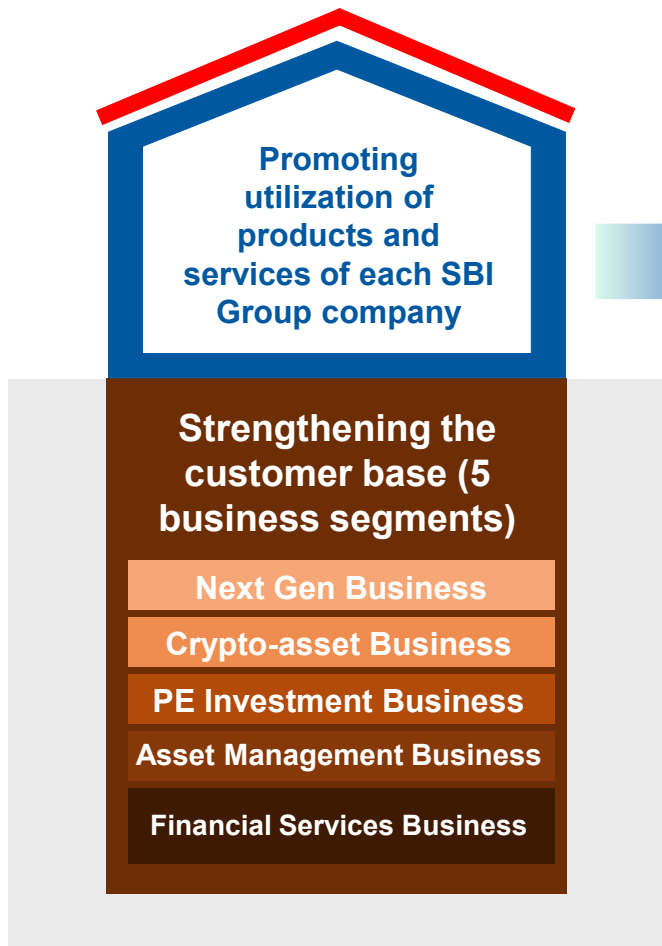 Promoting
utilization of
products and
services of each SBI
Group company
Strengthening the
customer base (5
business segments)
Next Gen Business
Crypto-asset Business
PE Investment Business
Asset Management Business
Financial Services Business